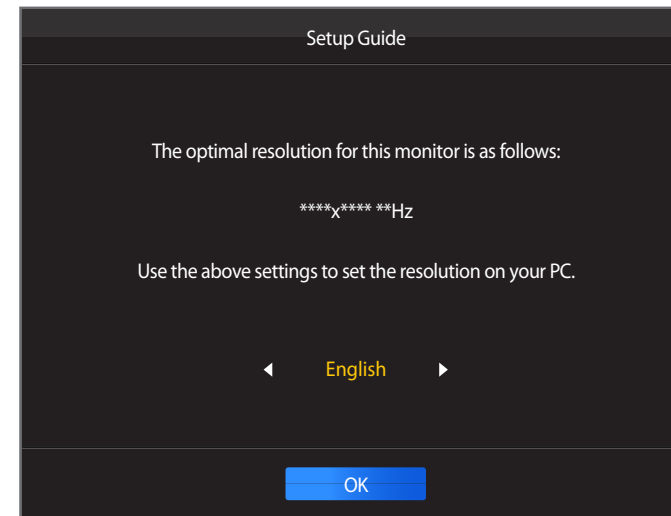 Setup Guide
The optimal resolution for this monitor is as follows:
****x**** **Hz
Use the above settings to set the resolution on your PC.
English
OK